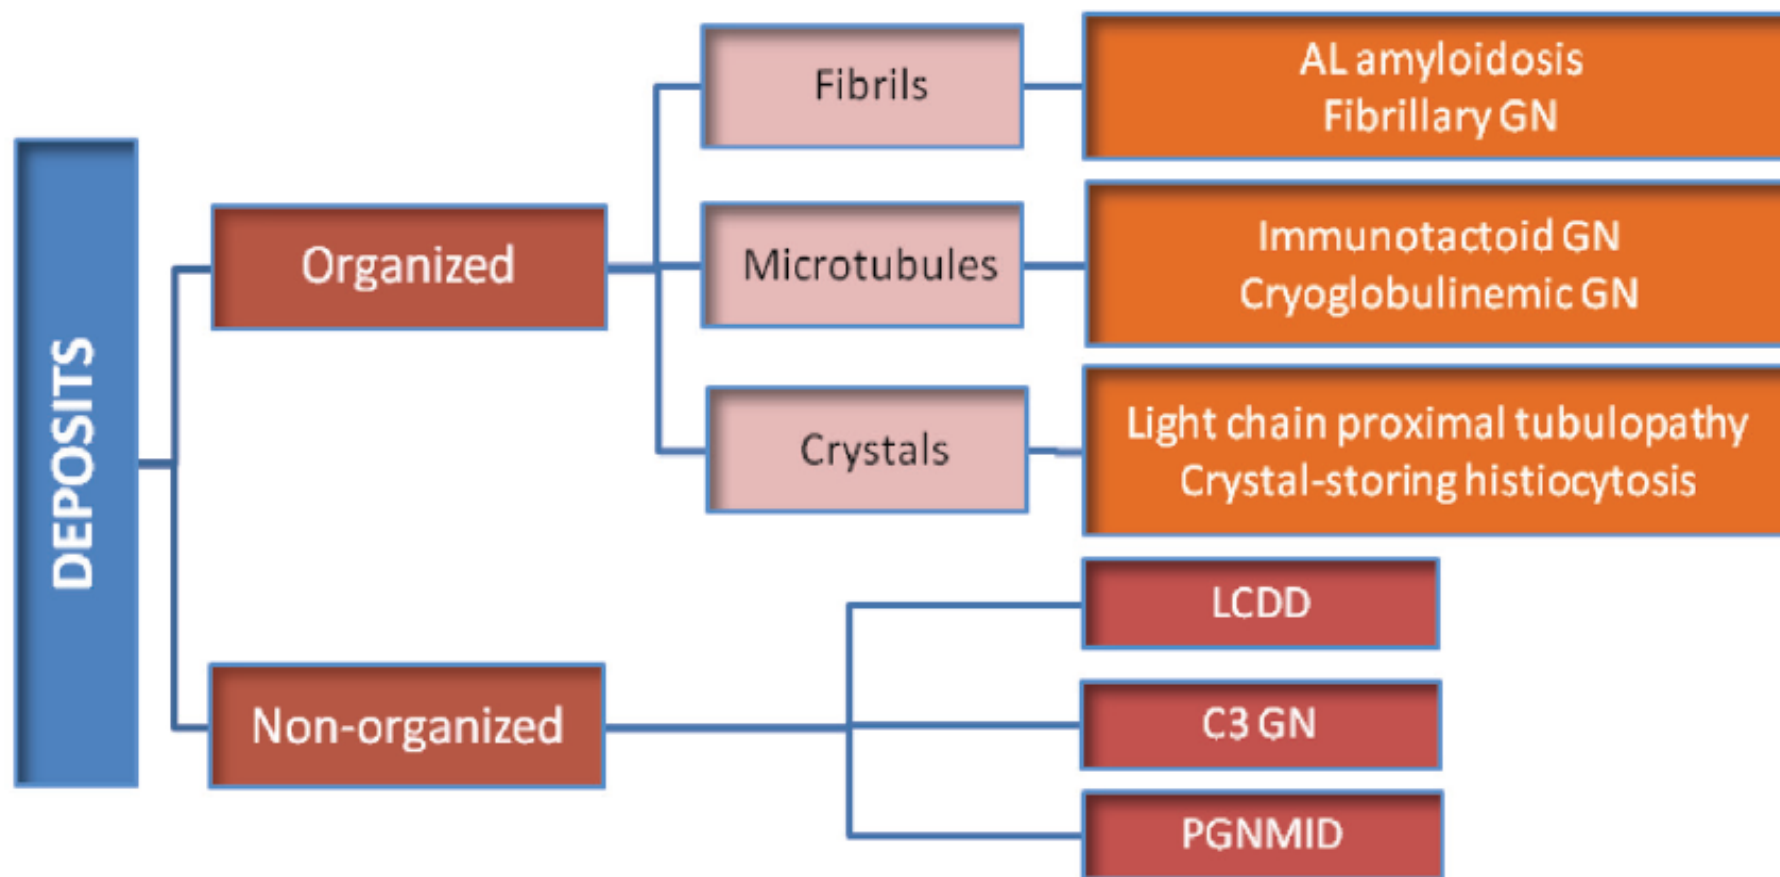 DEPOSITS
Organized
Fibrils
AL amyloidosis
Fibrillary GN
Microtubules
Immunotactoid GN
Cryoglobulinemic GN
Crystals
Light chain proximal tubulopathy
Crystal-storing histiocytosis
Non-organized
LCDD
C3 GN
PGNMID